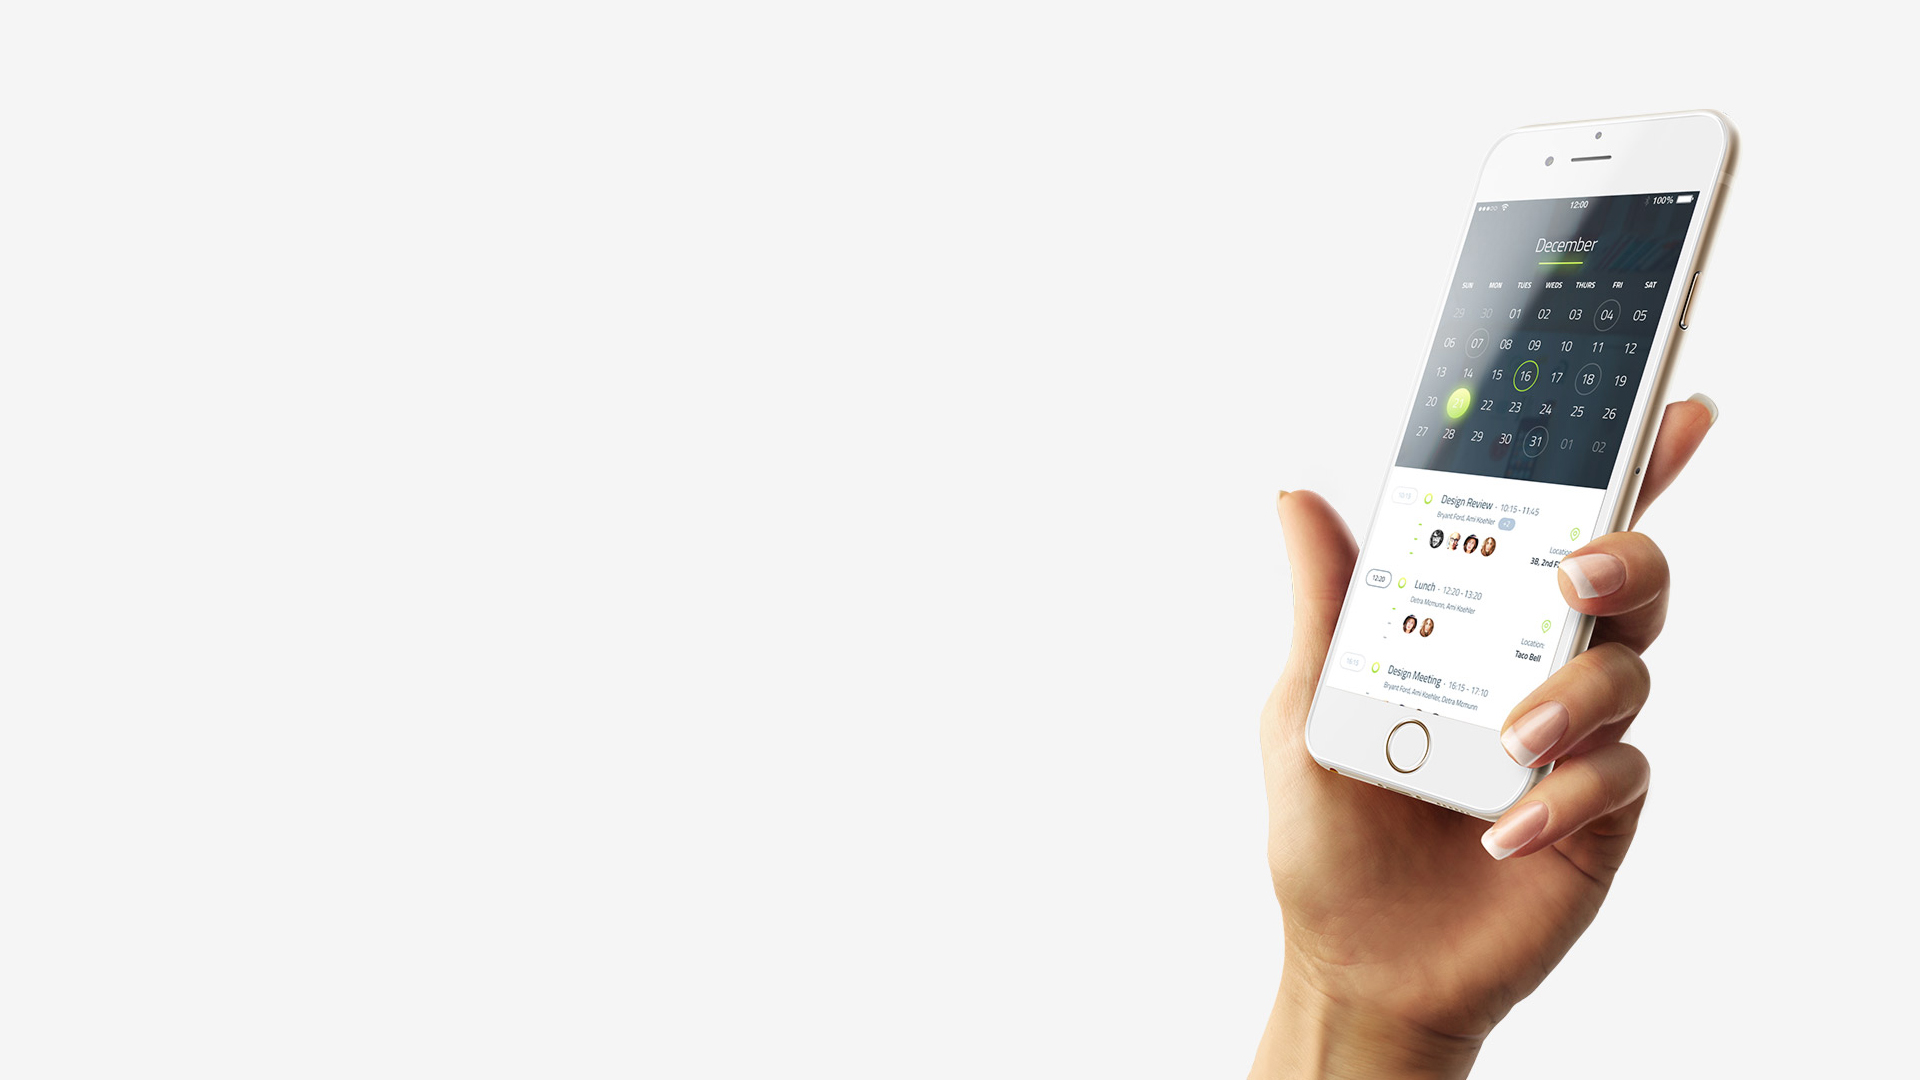 12:00 100%
December
SUN MON TUES WEDS THURS FRI SAT
29 30 01 02 03 04 05
06 07 08 09 10 11 12
13 14 15 16 17 18 19
20 21 22 23 24 25 26
27 28 29 30 31 01 02
10:15 Design Review - 10:15 - 11:45
Bryant Ford, Ami Koehler +2
Location:
3B, 2nd F
12:20 Lunch - 12:20 - 13:20
Detra Mcmunn, Ami Koehler
Location:
Taco Bell
16:15 Design Meeting - 16:15 - 17:10
Bryant Ford, Ami Koehler, Detra Mcmunn